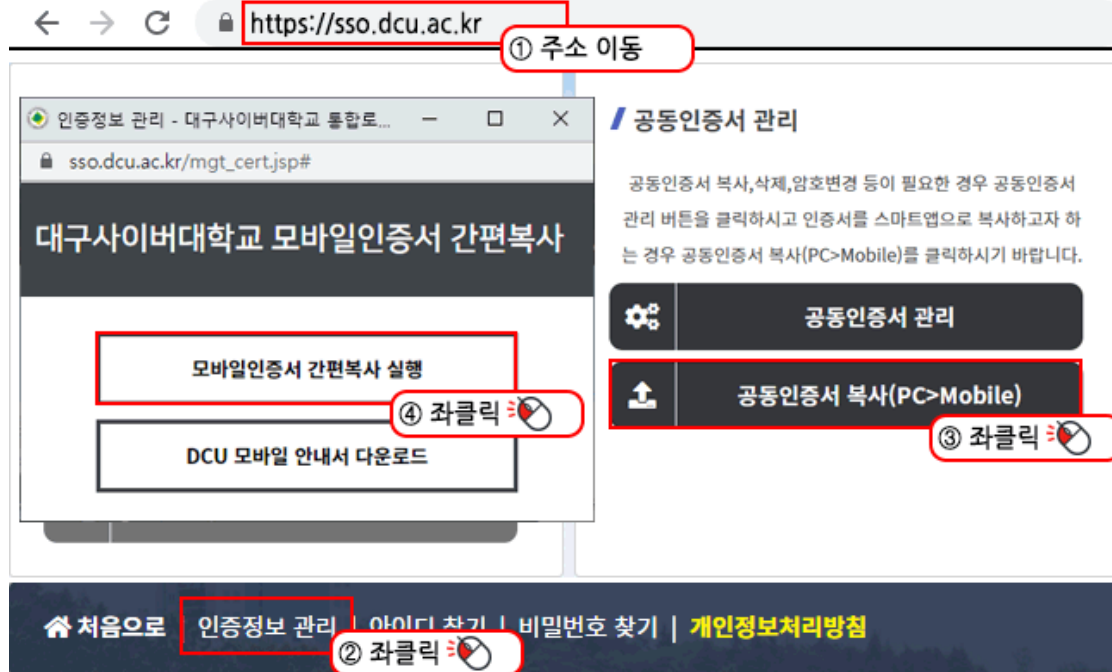 https://sso.dcu.ac.kr
① 주소 이동
인증정보 관리 - 대구사이버대학교 통합로...
sso.dcu.ac.kr/mgt_cert.jsp#
대구사이버대학교 모바일인증서 간편복사
모바일인증서 간편복사 실행
④ 좌클릭
DCU 모바일 안내서 다운로드
공동인증서 관리
공동인증서 복사,삭제,암호변경 등이 필요한 경우 공동인증서
관리 버튼을 클릭하시고 인증서를 스마트앱으로 복사하고자 하
는 경우 공동인증서 복사(PC>Mobile)를 클릭하시기 바랍니다.
공동인증서 관리
공동인증서 복사(PC>Mobile)
③ 좌클릭
처음으로 | 인증정보 관리 | 아이디 찾기 | 비밀번호 찾기 | 개인정보처리방침
② 좌클릭